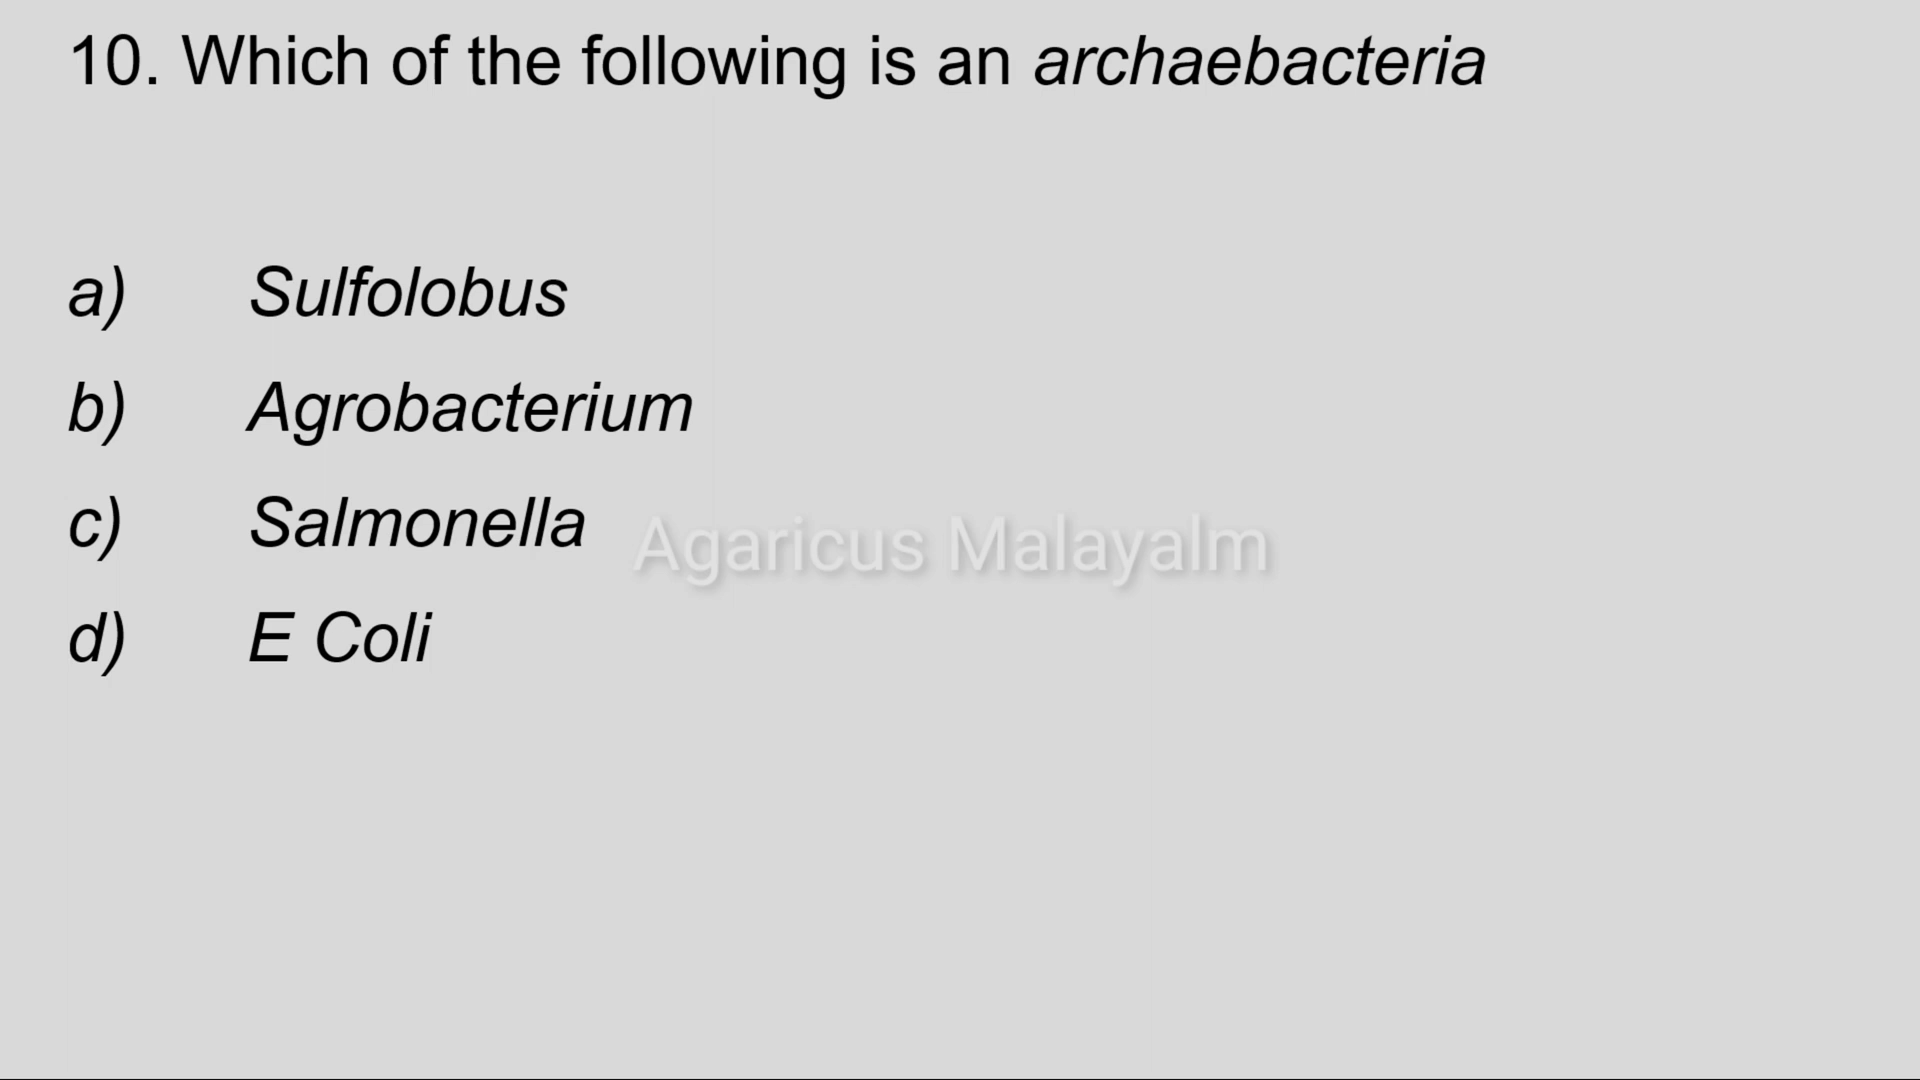 10. Which of the following is an archaebacteria
a) Sulfolobus
b) Agrobacterium
c) Salmonella
Agaricus Malayalm
d) E Coli